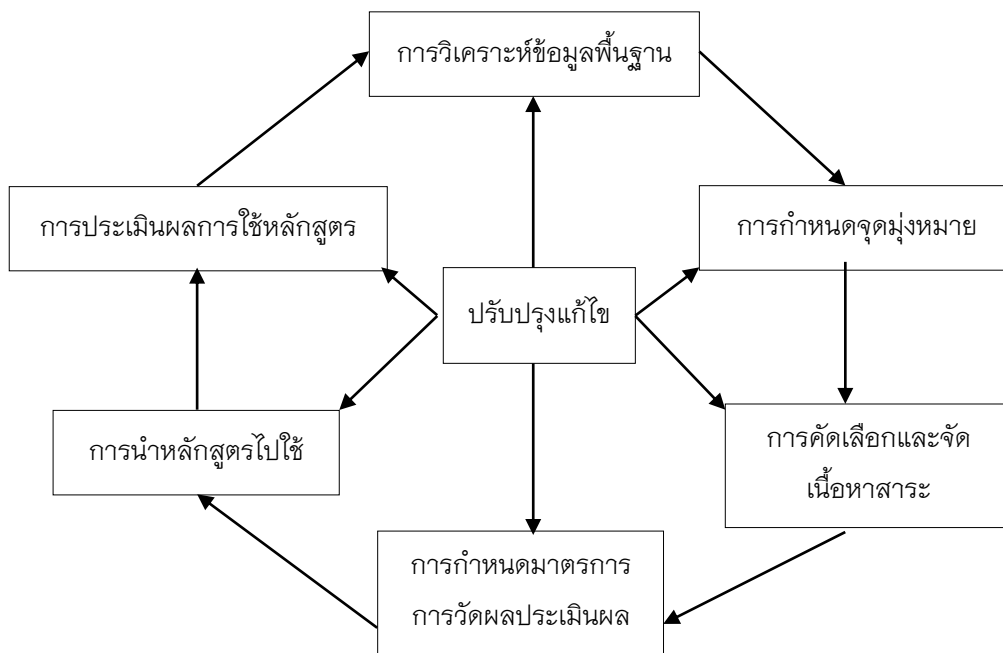 การวิเคราะห์ข้อมูลพื้นฐาน
การประเมินผลการใช้หลักสูตร
การกำหนดจุดมุ่งหมาย
ปรับปรุงแก้ไข
การนำหลักสูตรไปใช้
การคัดเลือกและจัด
เนื้อหาสาระ
การกำหนดมาตรการ
การวัดผลประเมินผล